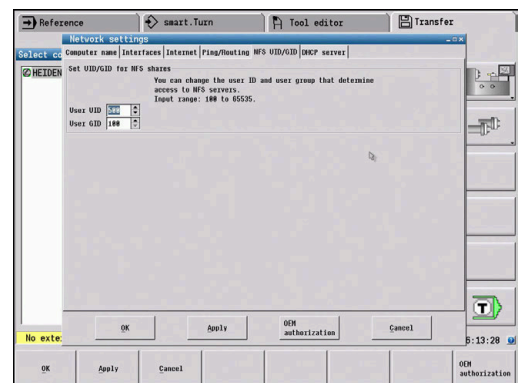 Reference
smart.Turn
Tool editor
Transfer
Network settings
Select co
Computer name Interfaces Internet Ping/Routing NFS UID/GID DHCP server
HEIDEN
Set UID/GID for NFS shares
You can change the user ID and user group that determine
access to NFS servers.
Input range: 100 to 65535.
User UID 500
User GID 100
OK
Apply
OEM
authorization
Cancel
T
No exte
6:13:28
OK
Apply
Cancel
OEM
authorization